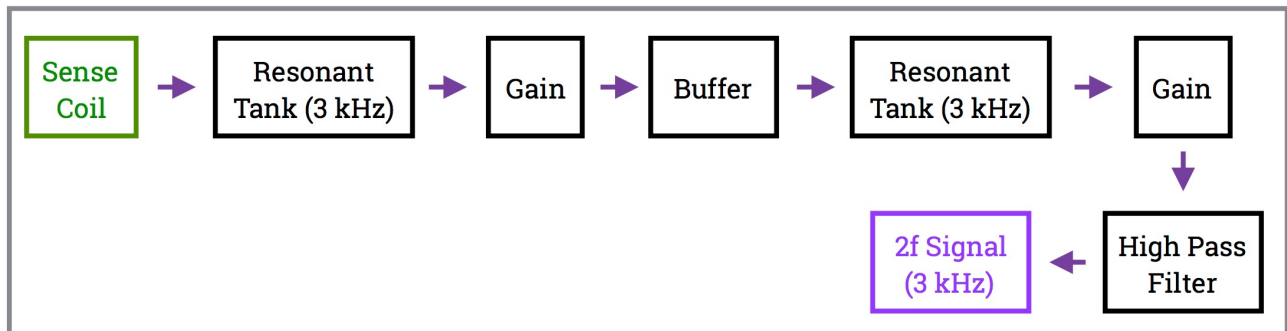 Sense
Coil
Resonant
Tank (3 kHz)
Gain
Buffer
Resonant
Tank (3 kHz)
Gain
High Pass
Filter
2f Signal
(3 kHz)